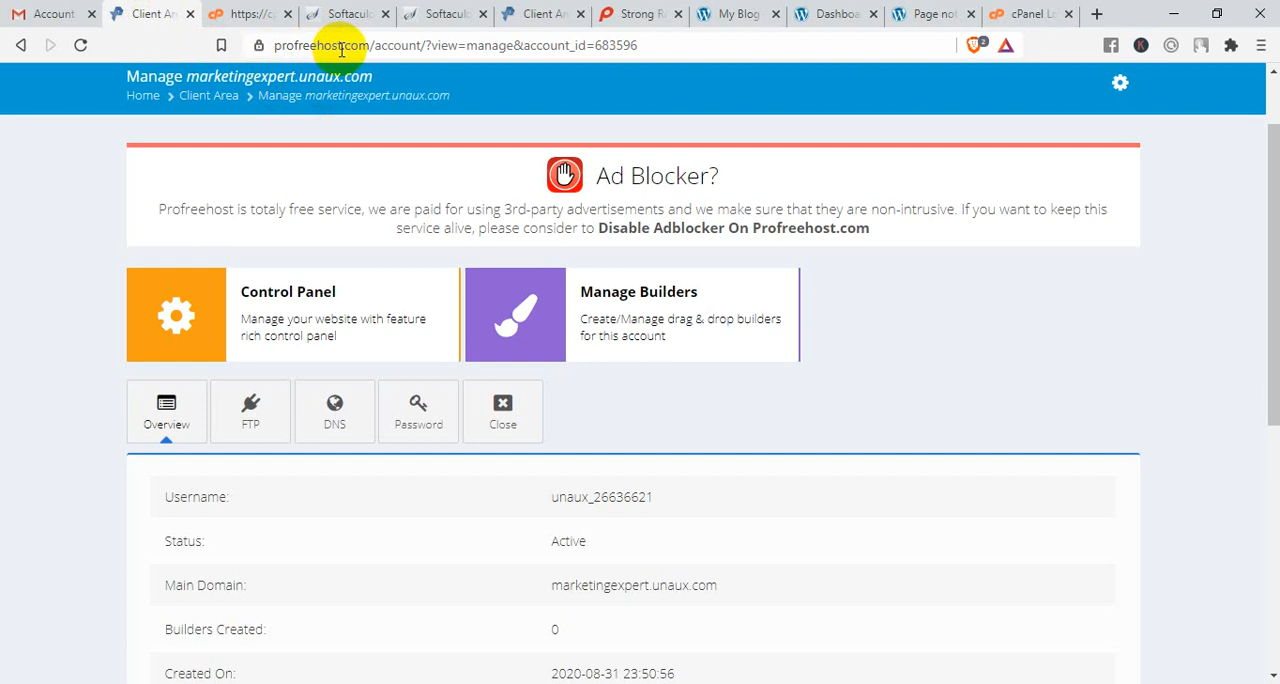 Account
Client Ar
https://cp
Softaculo
Softaculo
Client Ar
Strong R
My Blog
Dashboa
Page not
cPanel Lo
profreehost.com/account/?view=manage&account_id=683596
2
Manage marketingexpert.unaux.com
Home > Client Area > Manage marketingexpert.unaux.com
Ad Blocker?
Profreehost is totaly free service, we are paid for using 3rd-party advertisements and we make sure that they are non-intrusive. If you want to keep this
service alive, please consider to Disable Adblocker On Profreehost.com
Control Panel
Manage your website with feature
rich control panel
Manage Builders
Create/Manage drag & drop builders
for this account
Overview
FTP
DNS
Password
Close
Username: unaux_26636621
Status: Active
Main Domain: marketingexpert.unaux.com
Builders Created: 0
Created On: 2020-08-31 23:50:56